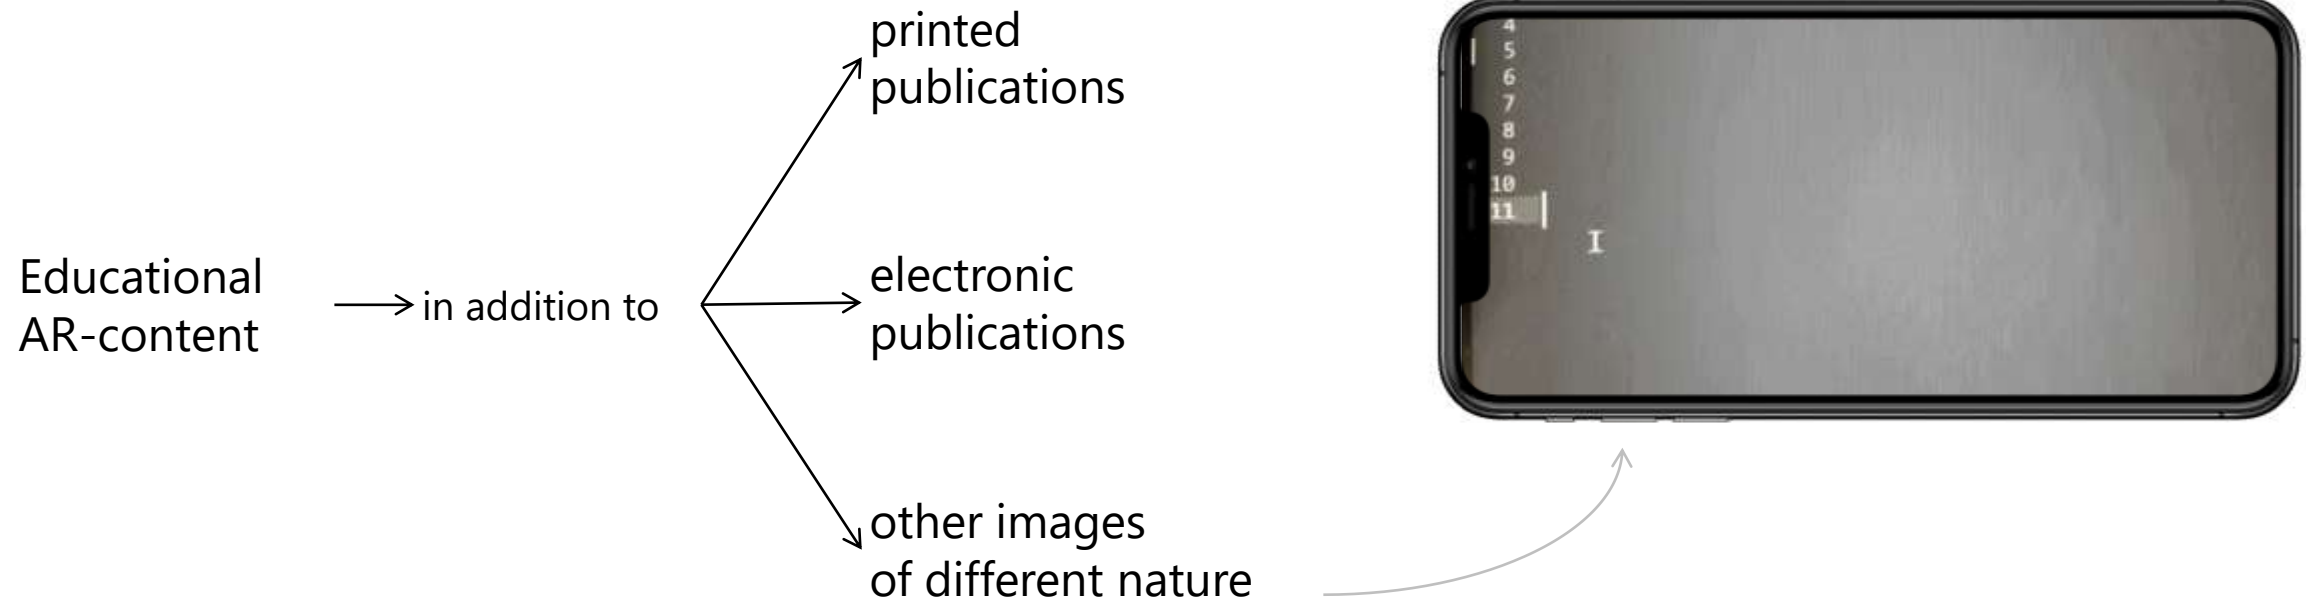 Educational
AR-content
in addition to
printed
publications
electronic
publications
other images
of different nature
4
5
6
7
8
9
10
11